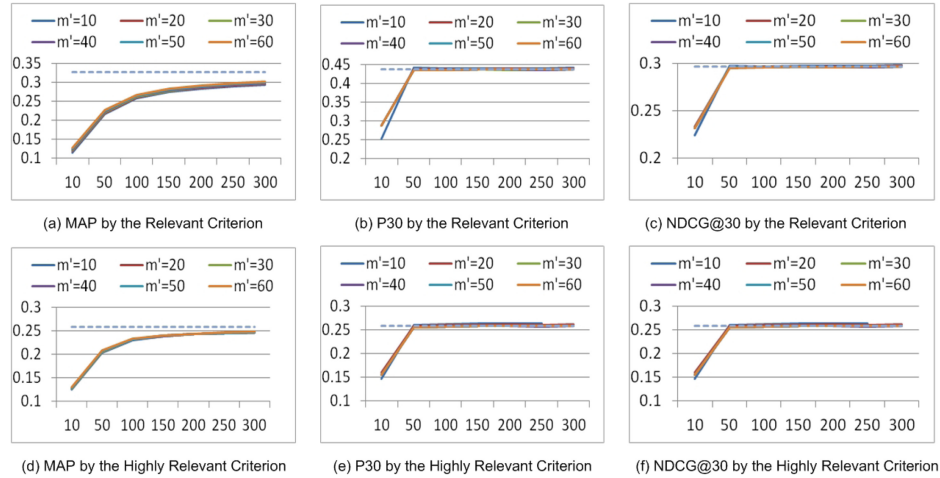 m'=10 m'=20 m'=30
m'=40 m'=50 m'=60
0.35
0.3
0.25
0.2
0.15
0.1
10 50 100 150 200 250 300
(a) MAP by the Relevant Criterion
m'=10 m'=20 m'=30
m'=40 m'=50 m'=60
0.45
0.4
0.35
0.3
0.25
0.2
10 50 100 150 200 250 300
(b) P30 by the Relevant Criterion
m'=10 m'=20 m'=30
m'=40 m'=50 m'=60
0.3
0.25
0.2
10 50 100 150 200 250 300
(c) NDCG@30 by the Relevant Criterion
m'=10 m'=20 m'=30
m'=40 m'=50 m'=60
0.3
0.25
0.2
0.15
0.1
10 50 100 150 200 250 300
(d) MAP by the Highly Relevant Criterion
m'=10 m'=20 m'=30
m'=40 m'=50 m'=60
0.3
0.25
0.2
0.15
0.1
10 50 100 150 200 250 300
(e) P30 by the Highly Relevant Criterion
m'=10 m'=20 m'=30
m'=40 m'=50 m'=60
0.3
0.25
0.2
0.15
0.1
10 50 100 150 200 250 300
(f) NDCG@30 by the Highly Relevant Criterion